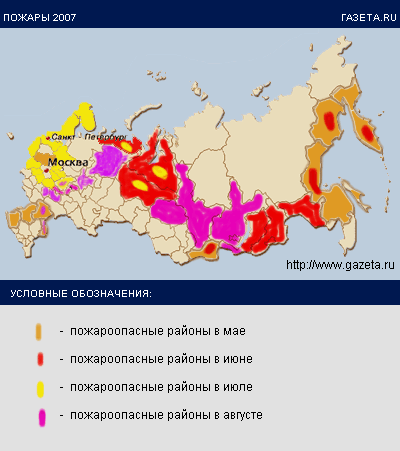 ПОЖАРЫ 2007 ГАЗЕТА.RU
Санкт - Петербург
Москва
http://www.gazeta.ru
УСЛОВНЫЕ ОБОЗНАЧЕНИЯ:
- пожароопасные районы в мае
- пожароопасные районы в июне
- пожароопасные районы в июле
- пожароопасные районы в августе